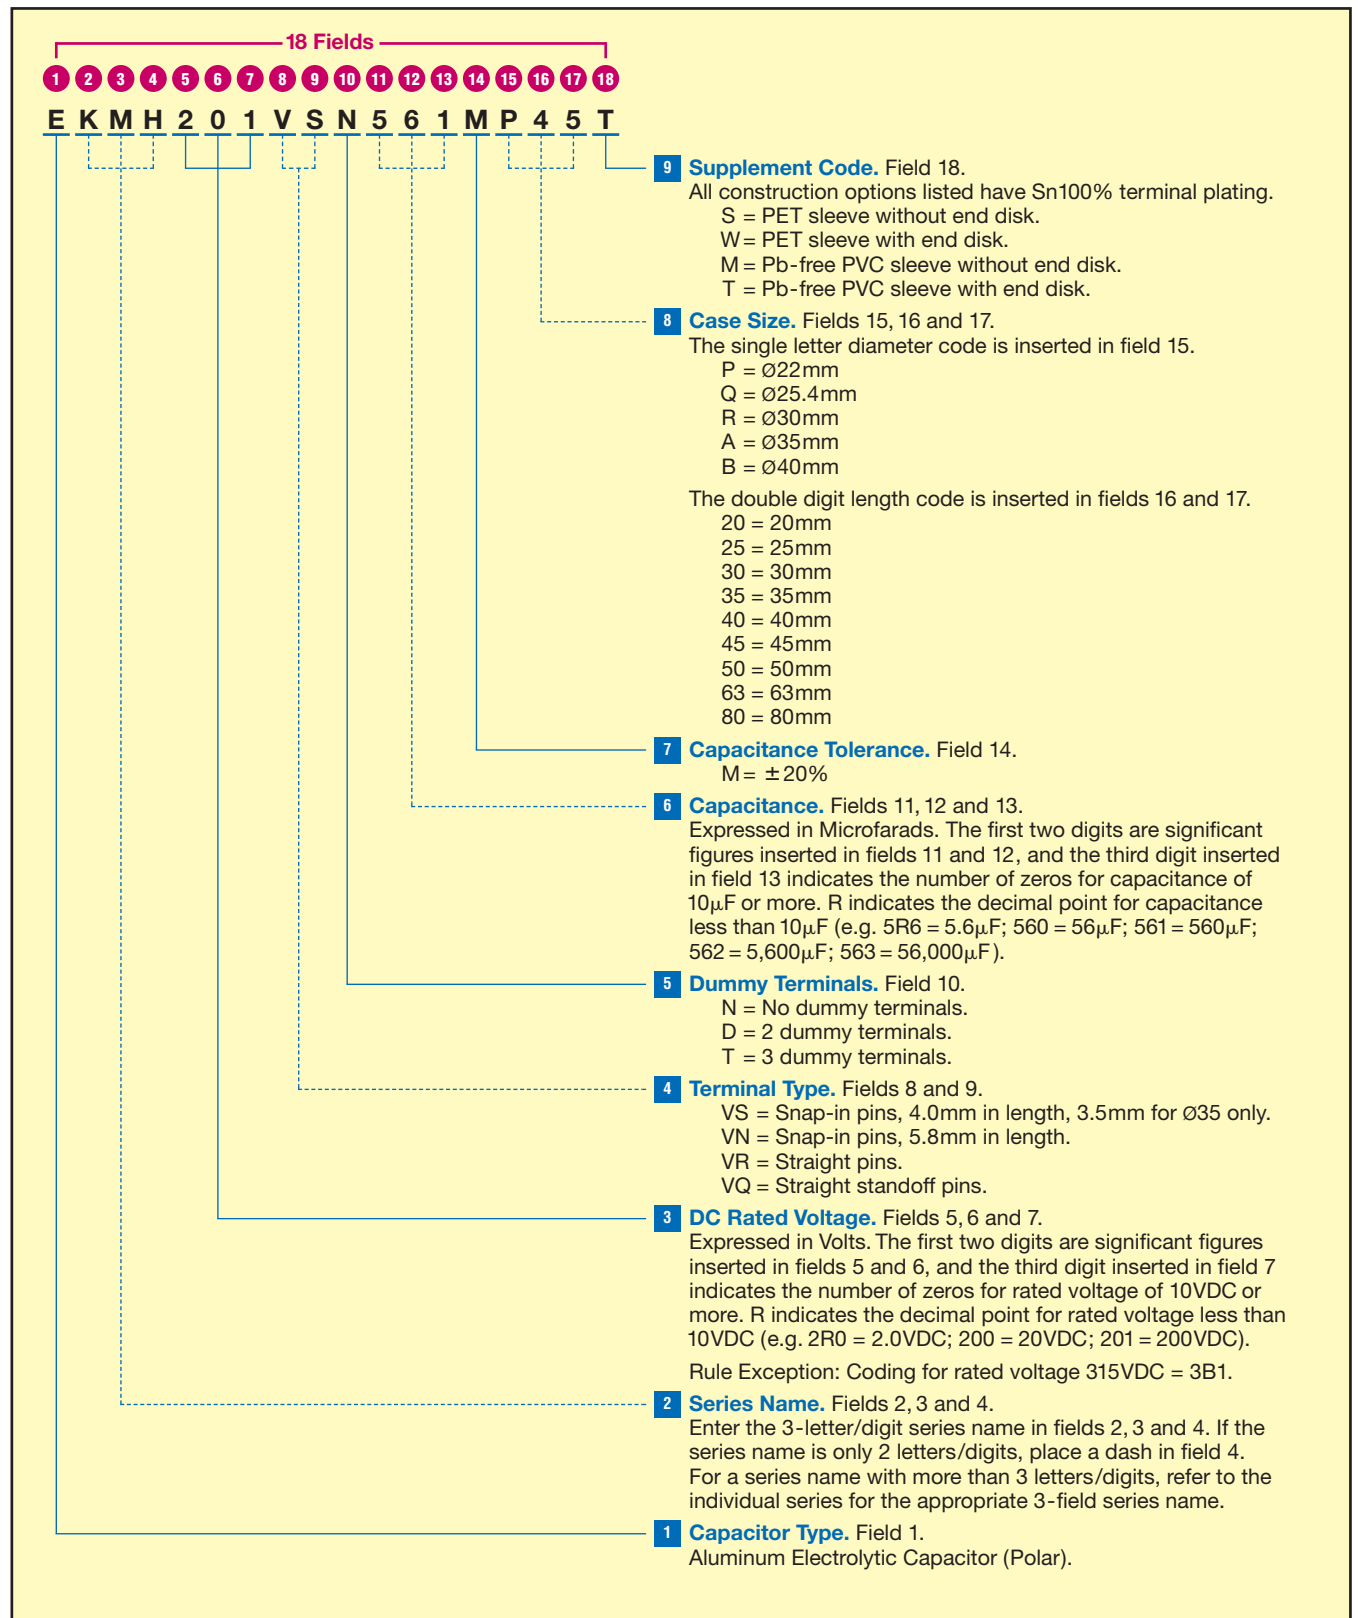 18 Fields
1 2 3 4 5 6 7 8 9 10 11 12 13 14 15 16 17 18
E K M H 2 0 1 V S N 5 6 1 M P 4 5 T
9 Supplement Code. Field 18.
All construction options listed have Sn100% terminal plating.
S = PET sleeve without end disk.
W = PET sleeve with end disk.
M = Pb-free PVC sleeve without end disk.
T = Pb-free PVC sleeve with end disk.
8 Case Size. Fields 15, 16 and 17.
The single letter diameter code is inserted in field 15.
P = Ø22mm
Q = Ø25.4mm
R = Ø30mm
A = Ø35mm
B = Ø40mm
The double digit length code is inserted in fields 16 and 17.
20 = 20mm
25 = 25mm
30 = 30mm
35 = 35mm
40 = 40mm
45 = 45mm
50 = 50mm
63 = 63mm
80 = 80mm
7 Capacitance Tolerance. Field 14.
M = ±20%
6 Capacitance. Fields 11, 12 and 13.
Expressed in Microfarads. The first two digits are significant
figures inserted in fields 11 and 12, and the third digit inserted
in field 13 indicates the number of zeros for capacitance of
10µF or more. R indicates the decimal point for capacitance
less than 10µF (e.g. 5R6 = 5.6µF; 560 = 56µF; 561 = 560µF;
562 = 5,600µF; 563 = 56,000µF).
5 Dummy Terminals. Field 10.
N = No dummy terminals.
D = 2 dummy terminals.
T = 3 dummy terminals.
4 Terminal Type. Fields 8 and 9.
VS = Snap-in pins, 4.0mm in length, 3.5mm for Ø35 only.
VN = Snap-in pins, 5.8mm in length.
VR = Straight pins.
VQ = Straight standoff pins.
3 DC Rated Voltage. Fields 5, 6 and 7.
Expressed in Volts. The first two digits are significant figures
inserted in fields 5 and 6, and the third digit inserted in field 7
indicates the number of zeros for rated voltage of 10VDC or
more. R indicates the decimal point for rated voltage less than
10VDC (e.g. 2R0 = 2.0VDC; 200 = 20VDC; 201 = 200VDC).
Rule Exception: Coding for rated voltage 315VDC = 3B1.
2 Series Name. Fields 2, 3 and 4.
Enter the 3-letter/digit series name in fields 2, 3 and 4. If the
series name is only 2 letters/digits, place a dash in field 4.
For a series name with more than 3 letters/digits, refer to the
individual series for the appropriate 3-field series name.
1 Capacitor Type. Field 1.
Aluminum Electrolytic Capacitor (Polar).